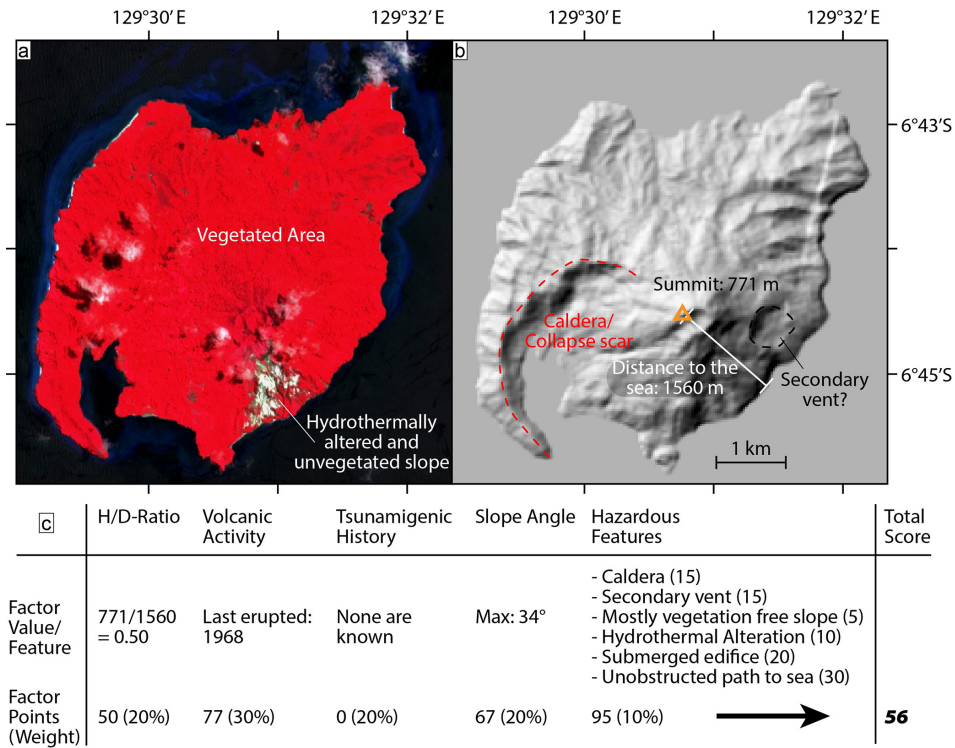 129°30´E
129°32´E
129°30´E
129°32´E
a
b
6°43'S
6°45'S
Vegetated Area
Hydrothermally
altered and
unvegetated slope
Summit: 771 m
Caldera/
Collapse scar
Distance to the
sea: 1560 m
Secondary
vent?
1 km
c
H/D-Ratio
Volcanic
Activity
Tsunamigenic
History
Slope Angle
Hazardous
Features
Total
Score
Factor
Value/
Feature
771/1560
= 0.50
Last erupted:
1968
None are
known
Max: 34°
- Caldera (15)
- Secondary vent (15)
- Mostly vegetation free slope (5)
- Hydrothermal Alteration (10)
- Submerged edifice (20)
- Unobstructed path to sea (30)
Factor
Points
(Weight)
50 (20%)
77 (30%)
0 (20%)
67 (20%)
95 (10%)
56